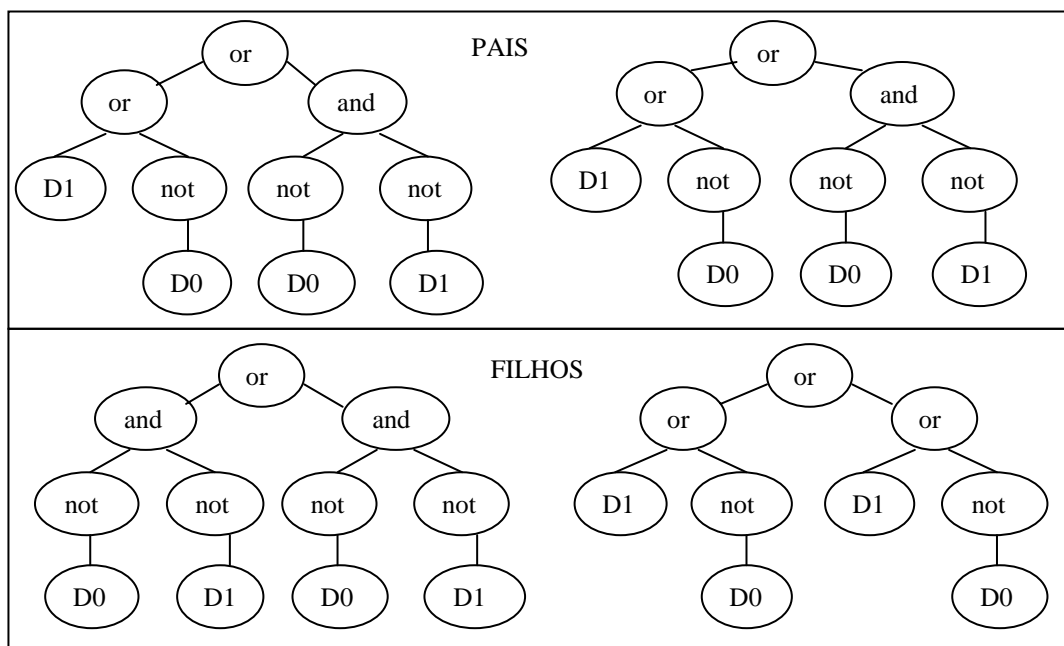 PAIS
or or
or and or and
D1 not not not D1 not not not
D0 D0 D1 D0 D0 D1
FILHOS
or or
and and or or
not not not not D1 not D1 not
D0 D1 D0 D1 D0 D0